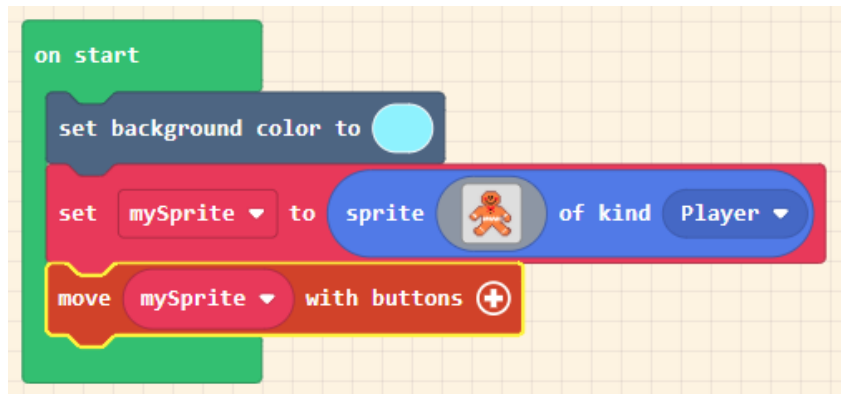 on start
set background color to
set mySprite to sprite of kind Player
move mySprite with buttons